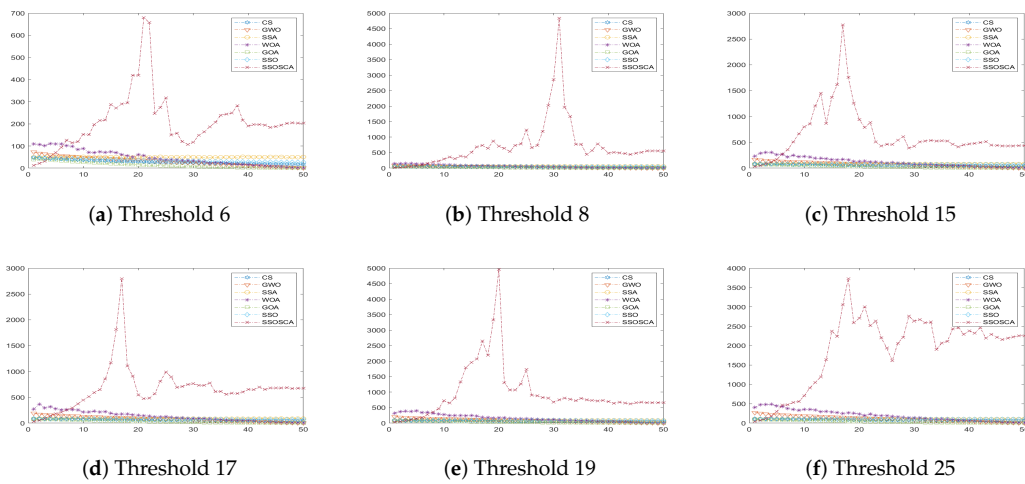 700
600
500
400
300
200
100
0
0 10 20 30 40 50
CS
GWO
SSA
WOA
GOA
SSO
SSOSCA
(a) Threshold 6
5000
4500
4000
3500
3000
2500
2000
1500
1000
500
0
0 10 20 30 40 50
CS
GWO
SSA
WOA
GOA
SSO
SSOSCA
(b) Threshold 8
3000
2500
2000
1500
1000
500
0
0 10 20 30 40 50
CS
GWO
SSA
WOA
GOA
SSO
SSOSCA
(c) Threshold 15
3000
2500
2000
1500
1000
500
0
0 10 20 30 40 50
CS
GWO
SSA
WOA
GOA
SSO
SSOSCA
(d) Threshold 17
5000
4500
4000
3500
3000
2500
2000
1500
1000
500
0
0 10 20 30 40 50
CS
GWO
SSA
WOA
GOA
SSO
SSOSCA
(e) Threshold 19
4000
3500
3000
2500
2000
1500
1000
500
0
0 10 20 30 40 50
CS
GWO
SSA
WOA
GOA
SSO
SSOSCA
(f) Threshold 25